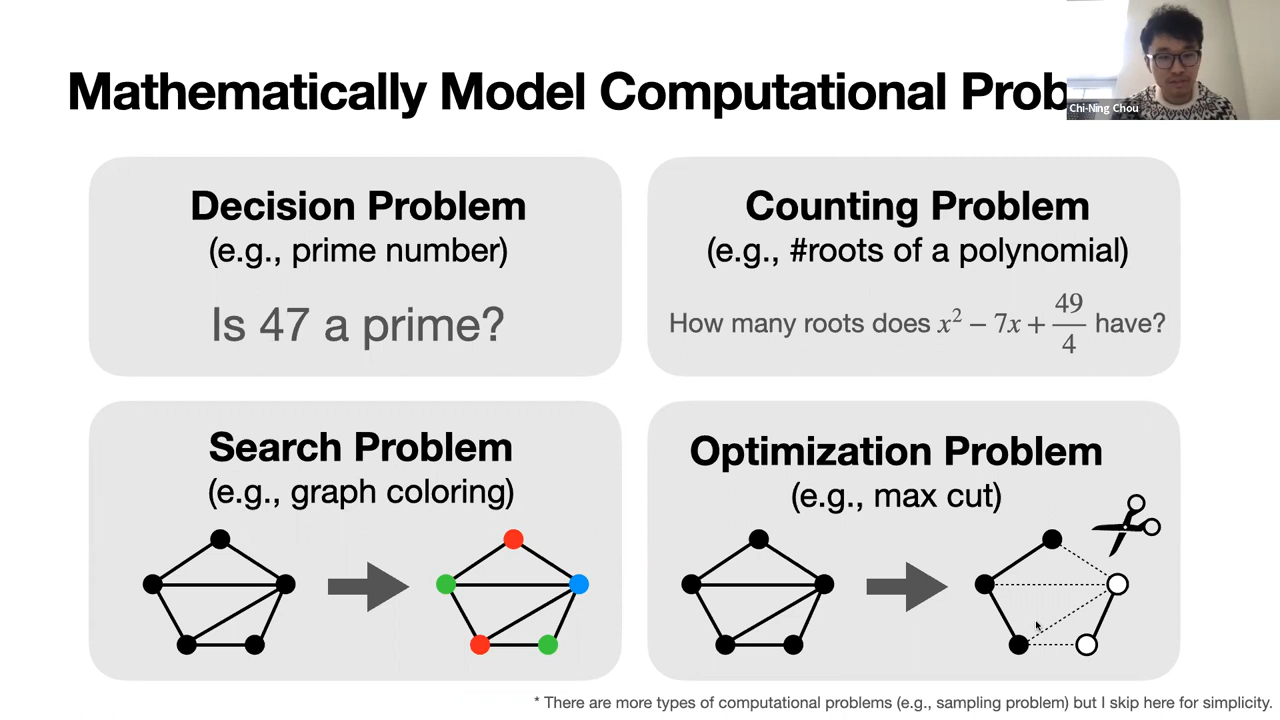 Mathematically Model Computational Prob
Chi-Ning Chou
Decision Problem
(e.g., prime number)
Is 47 a prime?
Counting Problem
(e.g., #roots of a polynomial)
How many roots does x² − 7x + 49/4 have?
Search Problem
(e.g., graph coloring)
Optimization Problem
(e.g., max cut)
* There are more types of computational problems (e.g., sampling problem) but I skip here for simplicity.